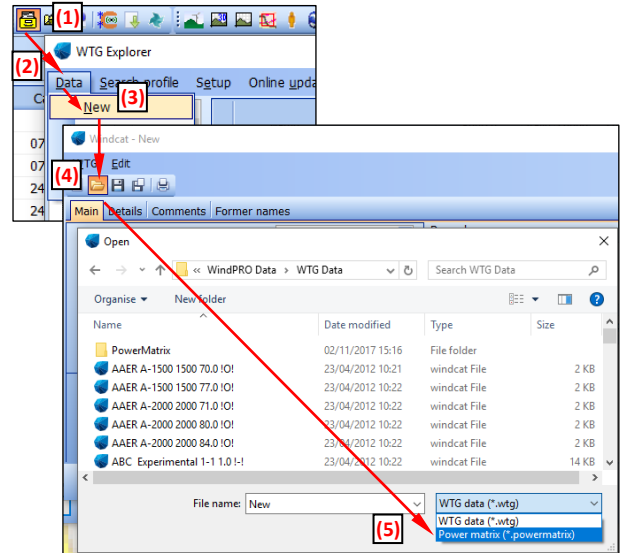 (1)
WTG Explorer
(2)
Data Search profile Setup Online upda
New (3)
Ca
07
07
24
24
Windcat - New
WTG Edit
(4)
Main Details Comments Former names
Open
« WindPRO Data > WTG Data
Search WTG Data
Organise New folder
Name Date modified Type Size
PowerMatrix 02/11/2017 15:16 File folder
AAER A-1500 1500 70.0 !O! 23/04/2012 10:21 windcat File 2 KB
AAER A-1500 1500 77.0 !O! 23/04/2012 10:22 windcat File 2 KB
AAER A-2000 2000 71.0 !O! 23/04/2012 10:22 windcat File 2 KB
AAER A-2000 2000 80.0 !O! 23/04/2012 10:22 windcat File 2 KB
AAER A-2000 2000 84.0 !O! 23/04/2012 10:22 windcat File 2 KB
ABC Experimental 1-1 1.0 !-! 23/04/2012 10:22 windcat File 14 KB
File name: New WTG data (*.wtg)
WTG data (*.wtg)
(5) Power matrix (*.powermatrix)